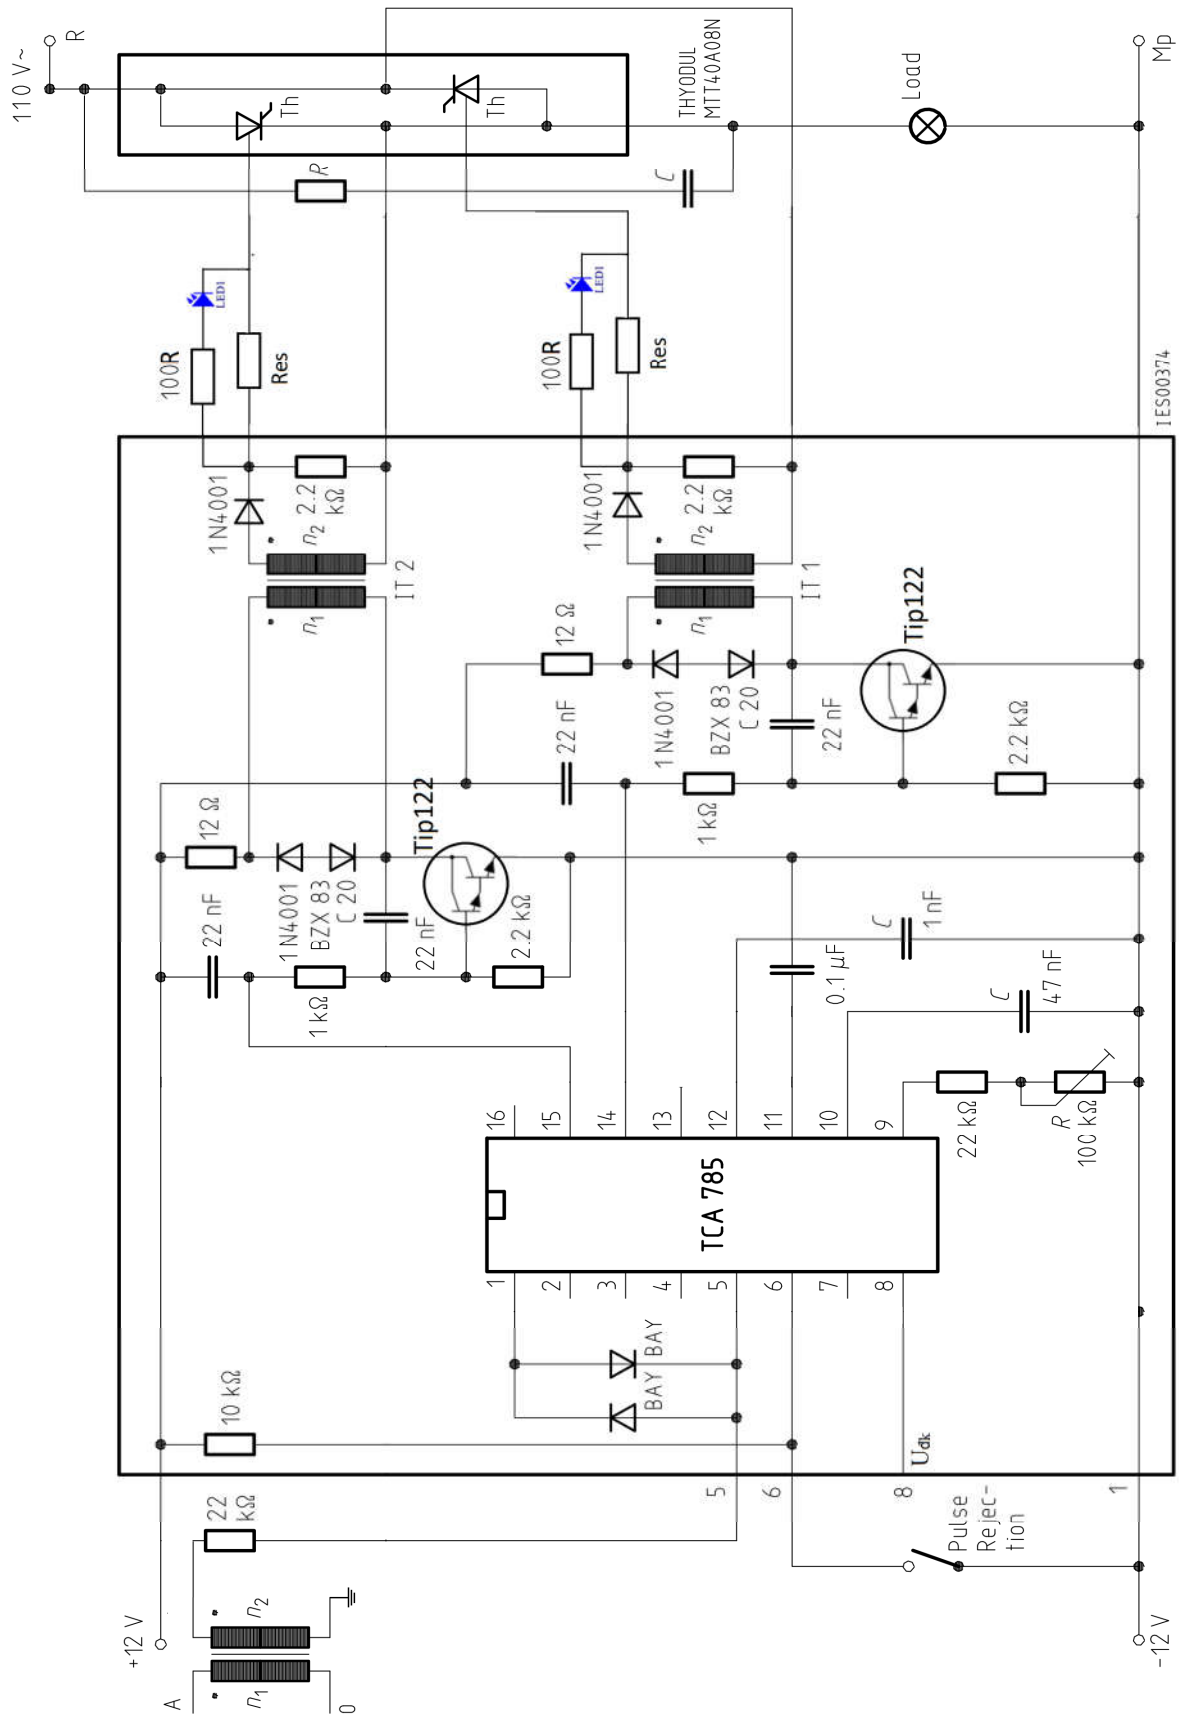 110 V~
R
Th
Th
THYODUL
MTT40A08N
Load
Mp
R
C
LED1
100R
Res
LED1
100R
Res
IES00374
1N4001
2.2
kΩ
n2
n1
IT 2
1N4001
2.2
kΩ
n2
n1
IT 1
12 Ω
1N4001
BZX 83
C 20
22 nF
Tip122
22 nF
1 kΩ
2.2 kΩ
12 Ω
22 nF
1N4001
BZX 83
C 20
22 nF
1 kΩ
Tip122
2.2 kΩ
0.1 μF
C
1 nF
C
47 nF
22 kΩ
R
100 kΩ
16
15
14
13
12
11
10
9
TCA 785
1
2
3
4
5
6
7
8
BAY
BAY
10 kΩ
Udk
5
6
8
1
22
kΩ
Pulse
Rejec-
tion
+12 V
-12 V
n2
n1
A
0